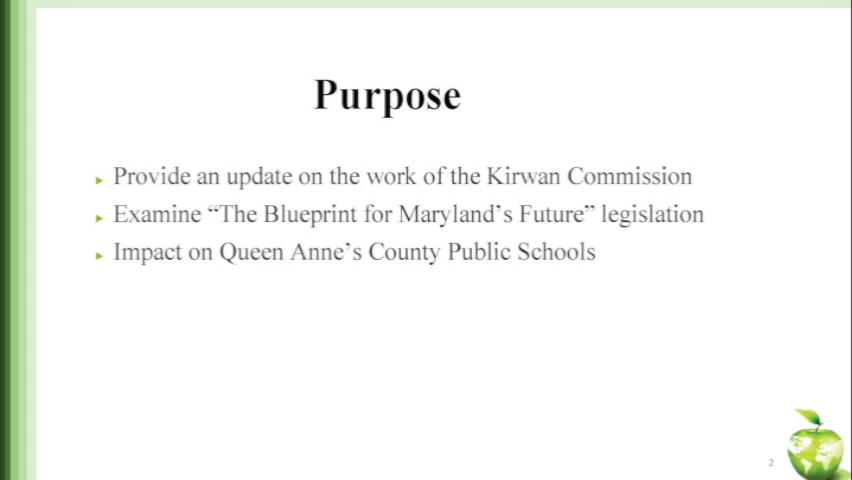 Purpose
Provide an update on the work of the Kirwan Commission
Examine “The Blueprint for Maryland’s Future” legislation
Impact on Queen Anne’s County Public Schools
2